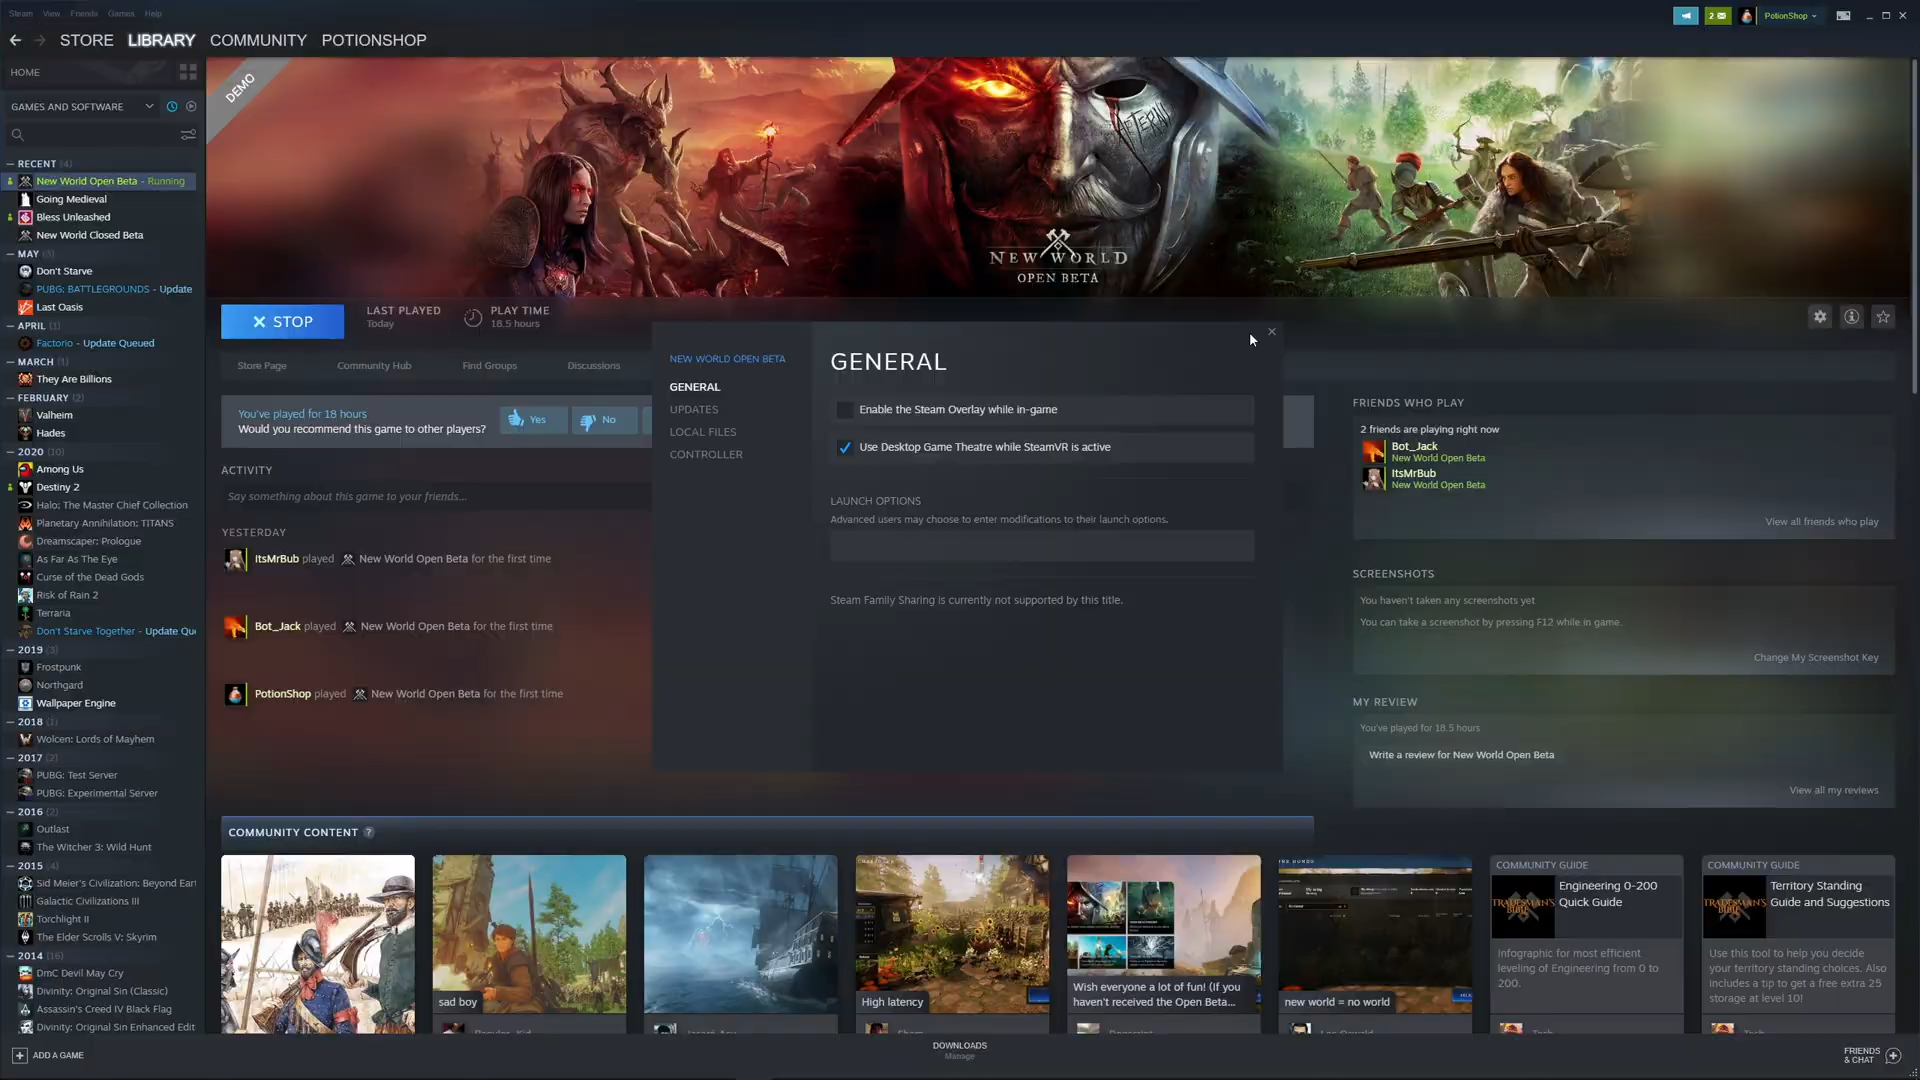 Steam View Friends Games Help
2
PotionShop
STORE LIBRARY COMMUNITY POTIONSHOP
HOME
GAMES AND SOFTWARE
RECENT (4)
New World Open Beta - Running
Going Medieval
Bless Unleashed
New World Closed Beta
MAY (3)
Don't Starve
PUBG: BATTLEGROUNDS - Update
Last Oasis
APRIL (1)
Factorio - Update Queued
MARCH (1)
They Are Billions
FEBRUARY (2)
Valheim
Hades
2020 (10)
Among Us
Destiny 2
Halo: The Master Chief Collection
Planetary Annihilation: TITANS
Dreamscaper: Prologue
As Far As The Eye
Curse of the Dead Gods
Risk of Rain 2
Terraria
Don't Starve Together - Update Qu
2019 (3)
Frostpunk
Northgard
Wallpaper Engine
2018 (1)
Wolcen: Lords of Mayhem
2017 (2)
PUBG: Test Server
PUBG: Experimental Server
2016 (2)
Outlast
The Witcher 3: Wild Hunt
2015 (4)
Sid Meier's Civilization: Beyond Ear
Galactic Civilizations III
Torchlight II
The Elder Scrolls V: Skyrim
2014 (16)
DmC Devil May Cry
Divinity: Original Sin (Classic)
Assassin's Creed IV Black Flag
Divinity: Original Sin Enhanced Edit
ADD A GAME
DEMO
AETERNUM
NEW WORLD
OPEN BETA
STOP
LAST PLAYED
Today
PLAY TIME
18.5 hours
Store Page Community Hub Find Groups Discussions
You've played for 18 hours
Would you recommend this game to other players?
Yes
No
ACTIVITY
Say something about this game to your friends...
YESTERDAY
ItsMrBub played New World Open Beta for the first time
Bot_Jack played New World Open Beta for the first time
PotionShop played New World Open Beta for the first time
NEW WORLD OPEN BETA
GENERAL
UPDATES
LOCAL FILES
CONTROLLER
GENERAL
Enable the Steam Overlay while in-game
Use Desktop Game Theatre while SteamVR is active
LAUNCH OPTIONS
Advanced users may choose to enter modifications to their launch options.
Steam Family Sharing is currently not supported by this title.
FRIENDS WHO PLAY
2 friends are playing right now
Bot_Jack
New World Open Beta
ItsMrBub
New World Open Beta
View all friends who play
SCREENSHOTS
You haven't taken any screenshots yet
You can take a screenshot by pressing F12 while in game.
Change My Screenshot Key
MY REVIEW
You've played for 18.5 hours
Write a review for New World Open Beta
View all my reviews
COMMUNITY CONTENT ?
sad boy
High latency
Wish everyone a lot of fun! (If you
haven't received the Open Beta...
new world = no world
COMMUNITY GUIDE
TRADESMAN'S
BIBLE
Engineering 0-200
Quick Guide
Infographic for most efficient
leveling of Engineering from 0 to
200.
COMMUNITY GUIDE
TRADESMAN'S
BIBLE
Territory Standing
Guide and Suggestions
Use this tool to help you decide
your territory standing choices. Also
includes a tip to get a free extra 25
storage at level 10!
DOWNLOADS
Manage
FRIENDS
& CHAT